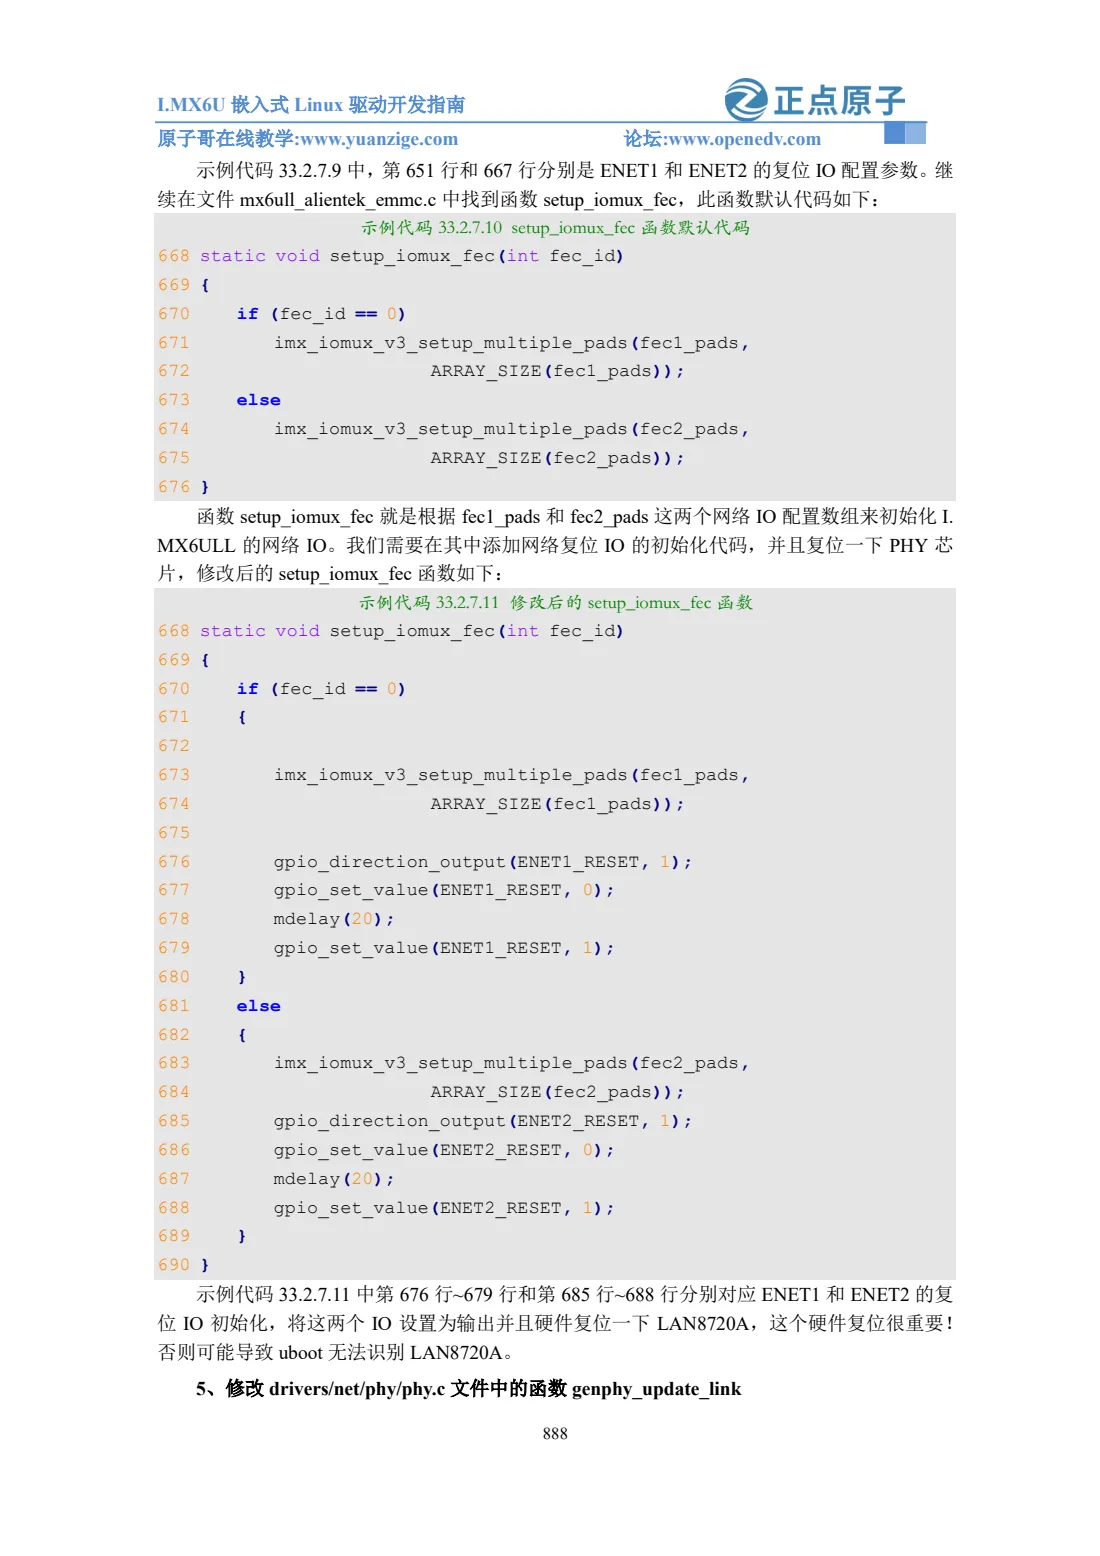 I.MX6U 嵌入式 Linux 驱动开发指南
正点原子
原子哥在线教学:www.yuanzige.com 论坛:www.openedv.com
示例代码 33.2.7.9 中，第 651 行和 667 行分别是 ENET1 和 ENET2 的复位 IO 配置参数。继
续在文件 mx6ull_alientek_emmc.c 中找到函数 setup_iomux_fec，此函数默认代码如下：
示例代码 33.2.7.10 setup_iomux_fec 函数默认代码
668 static void setup_iomux_fec(int fec_id)
669 {
670     if (fec_id == 0)
671         imx_iomux_v3_setup_multiple_pads(fec1_pads,
672                         ARRAY_SIZE(fec1_pads));
673     else
674         imx_iomux_v3_setup_multiple_pads(fec2_pads,
675                         ARRAY_SIZE(fec2_pads));
676 }
函数 setup_iomux_fec 就是根据 fec1_pads 和 fec2_pads 这两个网络 IO 配置数组来初始化 I.
MX6ULL 的网络 IO。我们需要在其中添加网络复位 IO 的初始化代码，并且复位一下 PHY 芯
片，修改后的 setup_iomux_fec 函数如下：
示例代码 33.2.7.11 修改后的 setup_iomux_fec 函数
668 static void setup_iomux_fec(int fec_id)
669 {
670     if (fec_id == 0)
671     {
672
673         imx_iomux_v3_setup_multiple_pads(fec1_pads,
674                         ARRAY_SIZE(fec1_pads));
675
676         gpio_direction_output(ENET1_RESET, 1);
677         gpio_set_value(ENET1_RESET, 0);
678         mdelay(20);
679         gpio_set_value(ENET1_RESET, 1);
680     }
681     else
682     {
683         imx_iomux_v3_setup_multiple_pads(fec2_pads,
684                         ARRAY_SIZE(fec2_pads));
685         gpio_direction_output(ENET2_RESET, 1);
686         gpio_set_value(ENET2_RESET, 0);
687         mdelay(20);
688         gpio_set_value(ENET2_RESET, 1);
689     }
690 }
示例代码 33.2.7.11 中第 676 行~679 行和第 685 行~688 行分别对应 ENET1 和 ENET2 的复
位 IO 初始化，将这两个 IO 设置为输出并且硬件复位一下 LAN8720A，这个硬件复位很重要！
否则可能导致 uboot 无法识别 LAN8720A。
5、修改 drivers/net/phy/phy.c 文件中的函数 genphy_update_link
888